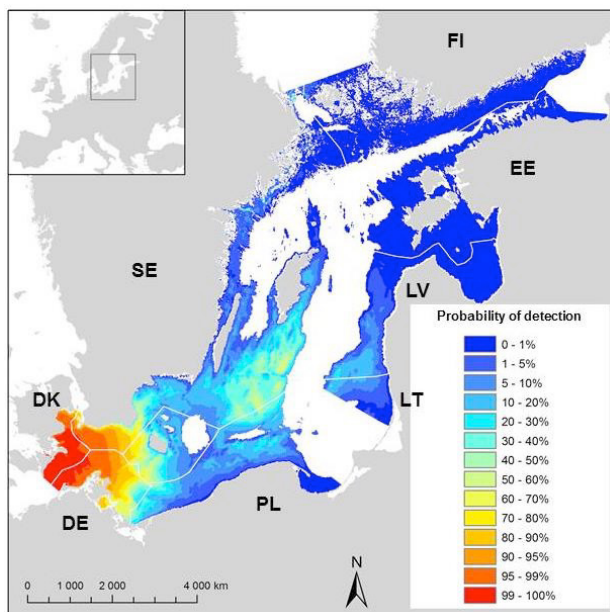 FI
EE
SE
LV
Probability of detection
0 - 1%
1 - 5%
5 - 10%
10 - 20%
20 - 30%
30 - 40%
40 - 50%
50 - 60%
60 - 70%
70 - 80%
80 - 90%
90 - 95%
95 - 99%
99 - 100%
LT
DK
DE
PL
N
0 1 000 2 000 4 000 km